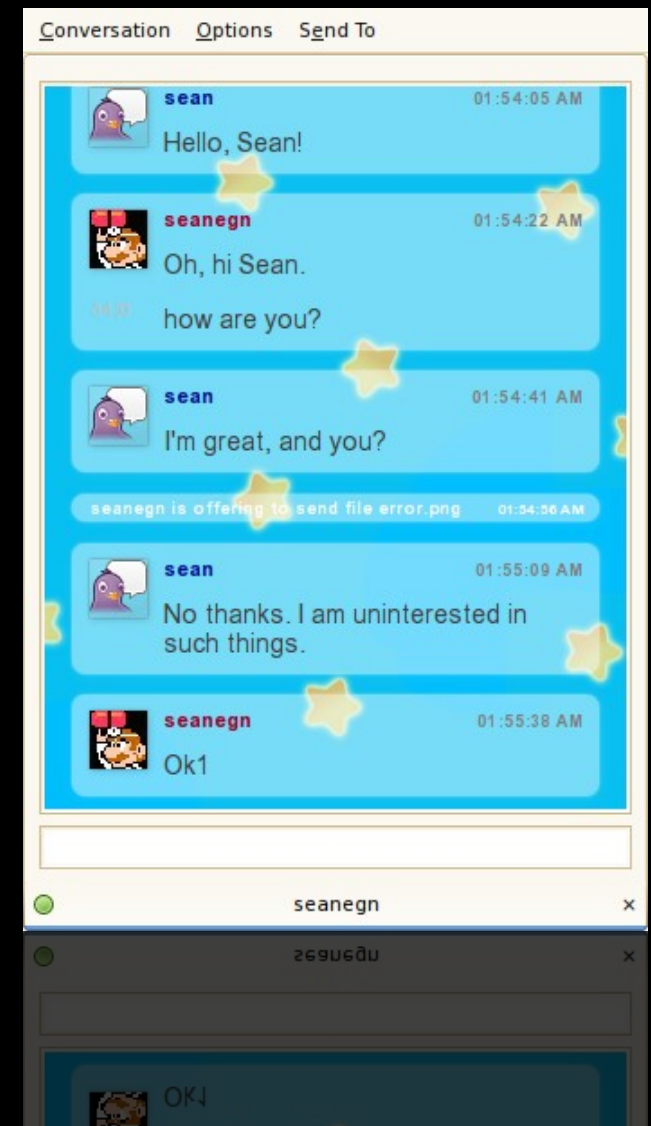 Conversation Options Send To
sean 01:54:05 AM
Hello, Sean!
seanegn 01:54:22 AM
Oh, hi Sean.
how are you?
sean 01:54:41 AM
I'm great, and you?
seanegn is offering to send file error.png 01:54:56 AM
sean 01:55:09 AM
No thanks. I am uninterested in
such things.
seanegn 01:55:38 AM
Ok1
seanegn ×
seanegn ×
Ok1